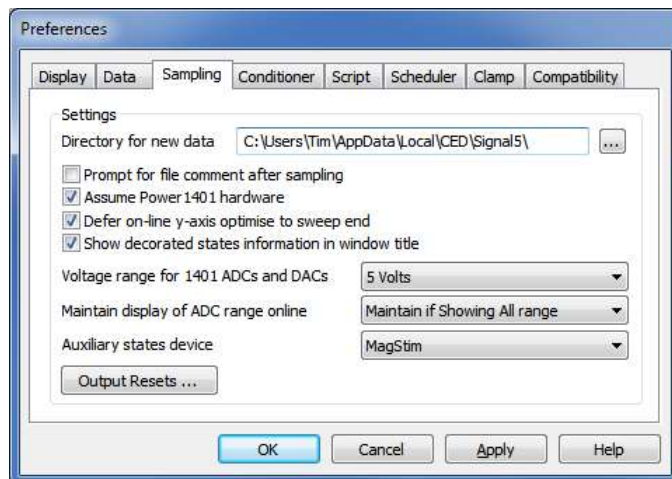 Preferences
Display Data Sampling Conditioner Script Scheduler Clamp Compatibility
Settings
Directory for new data C:\Users\Tim\AppData\Local\CED\Signal5\ ...
Prompt for file comment after sampling
Assume Power1401 hardware
Defer on-line y-axis optimise to sweep end
Show decorated states information in window title
Voltage range for 1401 ADCs and DACs 5 Volts
Maintain display of ADC range online Maintain if Showing All range
Auxiliary states device MagStim
Output Resets ...
OK Cancel Apply Help